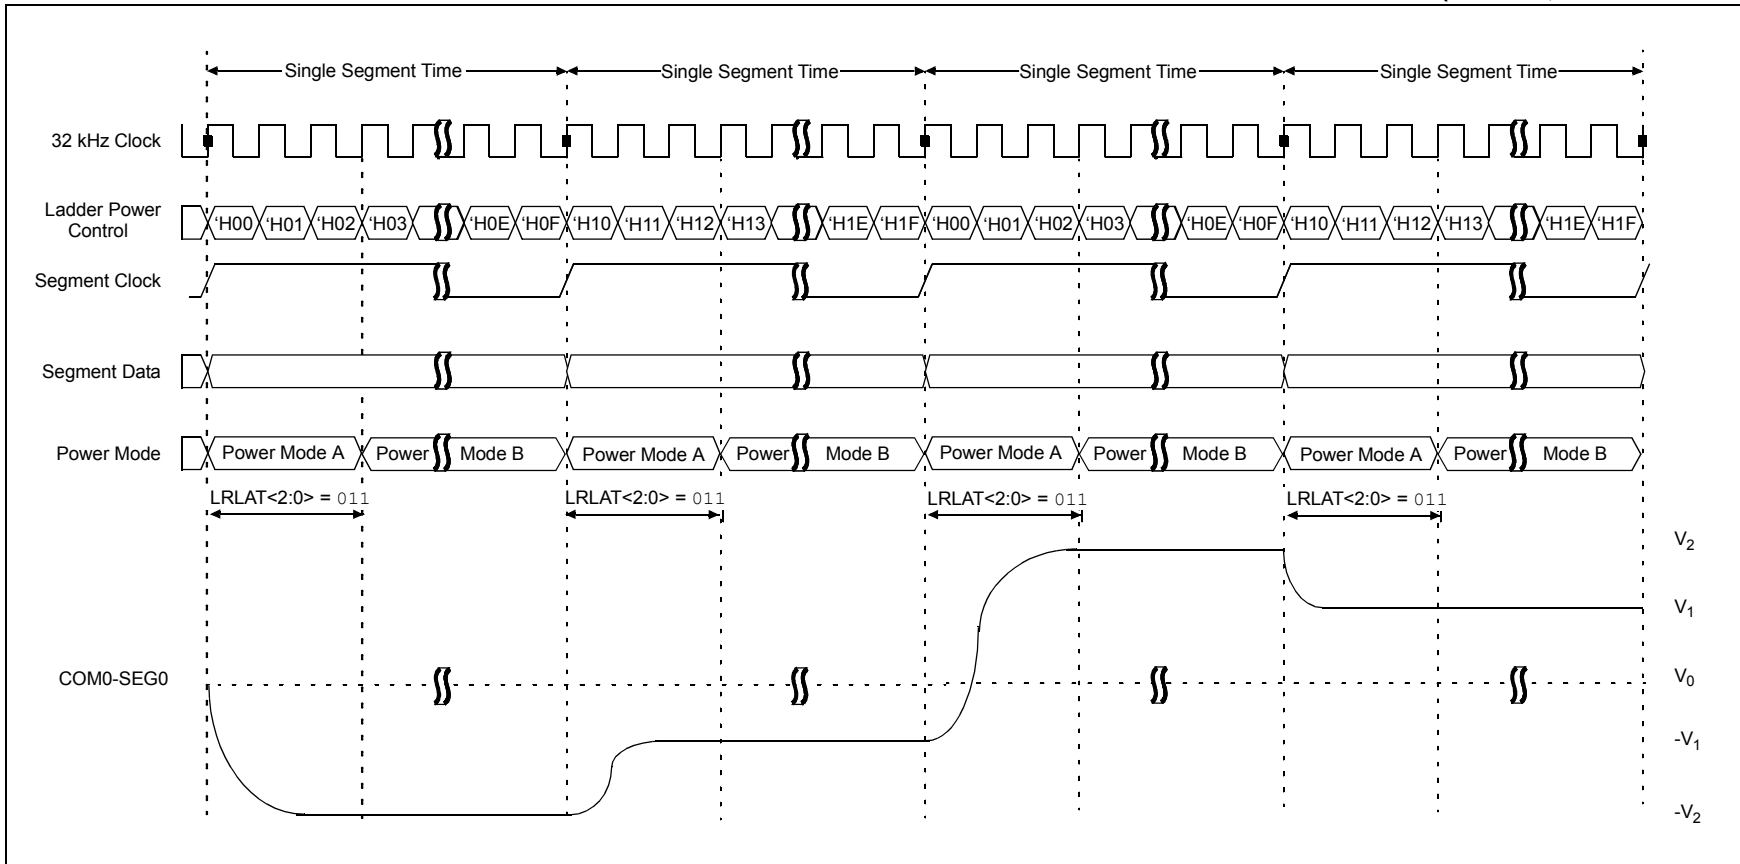 Single Segment Time Single Segment Time Single Segment Time Single Segment Time
32 kHz Clock
Ladder Power
Control
‘H00 ‘H01 ‘H02 ‘H03 ‘H0E ‘H0F ‘H10 ‘H11 ‘H12 ‘H13 ‘H1E ‘H1F ‘H00 ‘H01 ‘H02 ‘H03 ‘H0E ‘H0F ‘H10 ‘H11 ‘H12 ‘H13 ‘H1E ‘H1F
Segment Clock
Segment Data
Power Mode
Power Mode A Power Mode B Power Mode A Power Mode B Power Mode A Power Mode B Power Mode A Power Mode B
LRLAT<2:0> = 011 LRLAT<2:0> = 011 LRLAT<2:0> = 011 LRLAT<2:0> = 011
V2
V1
COM0-SEG0
V0
-V1
-V2